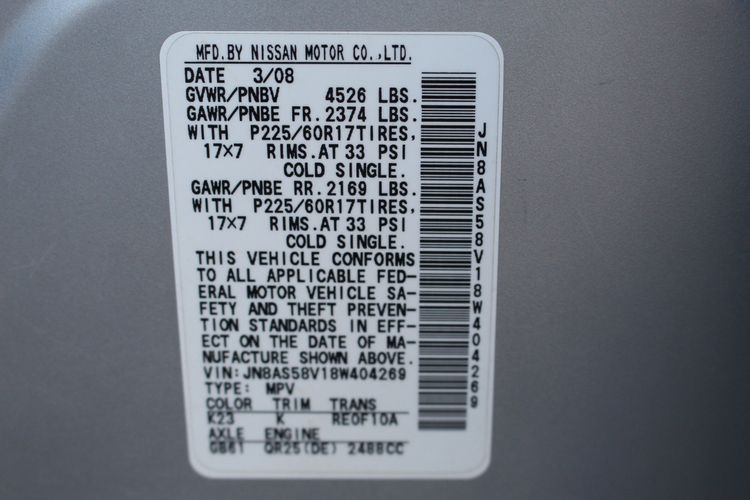 MFD.BY NISSAN MOTOR CO.,LTD.
DATE 3/08
GVWR/PNBV 4526 LBS.
GAWR/PNBE FR. 2374 LBS.
WITH P225/60R17TIRES,
17×7 RIMS.AT 33 PSI
COLD SINGLE.
GAWR/PNBE RR. 2169 LBS.
WITH P225/60R17TIRES,
17×7 RIMS.AT 33 PSI
COLD SINGLE.
THIS VEHICLE CONFORMS
TO ALL APPLICABLE FED-
ERAL MOTOR VEHICLE SA-
FETY AND THEFT PREVEN-
TION STANDARDS IN EFF-
ECT ON THE DATE OF MA-
NUFACTURE SHOWN ABOVE.
VIN: JN8AS58V18W404269
TYPE: MPV
COLOR TRIM TRANS
K23 K RE0F10A
AXLE ENGINE
GB61 QR25(DE) 2488CC
JN8AS58V18W404269